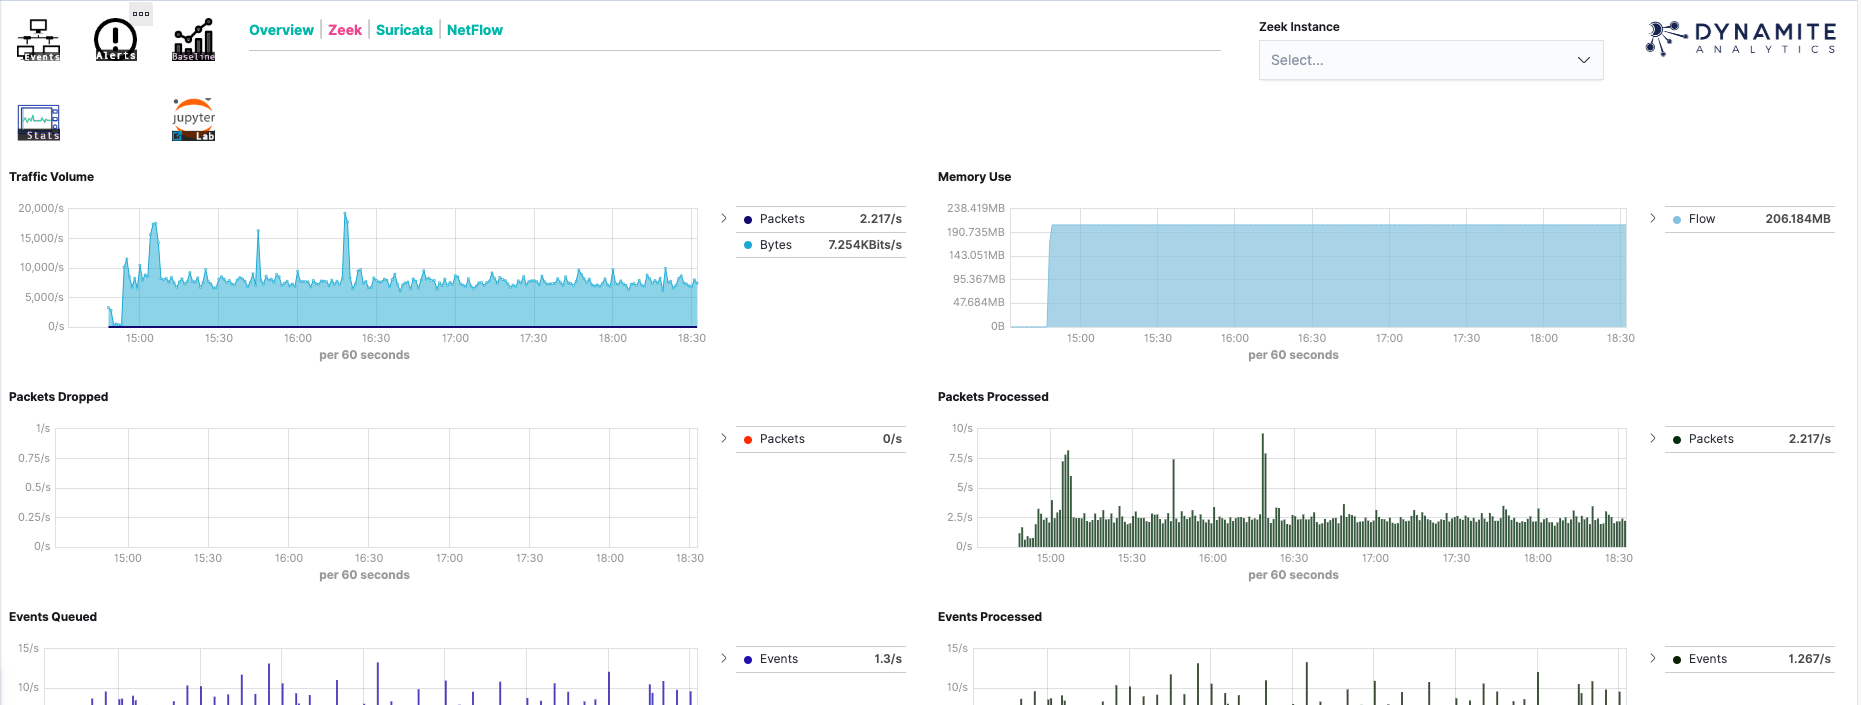 Events
Alerts
Baseline
Overview
Zeek
Suricata
NetFlow
Zeek Instance
Select...
DYNAMITE
ANALYTICS
Stats
jupyter
Lab
Traffic Volume
20,000/s
15,000/s
10,000/s
5,000/s
0/s
15:00 15:30 16:00 16:30 17:00 17:30 18:00 18:30
per 60 seconds
Packets 2.217/s
Bytes 7.254KBits/s
Memory Use
238.419MB
190.735MB
143.051MB
95.367MB
47.684MB
0B
15:00 15:30 16:00 16:30 17:00 17:30 18:00 18:30
per 60 seconds
Flow 206.184MB
Packets Dropped
1/s
0.75/s
0.5/s
0.25/s
0/s
15:00 15:30 16:00 16:30 17:00 17:30 18:00 18:30
per 60 seconds
Packets 0/s
Packets Processed
10/s
7.5/s
5/s
2.5/s
0/s
15:00 15:30 16:00 16:30 17:00 17:30 18:00 18:30
per 60 seconds
Packets 2.217/s
Events Queued
15/s
10/s
Events 1.3/s
Events Processed
15/s
10/s
Events 1.267/s